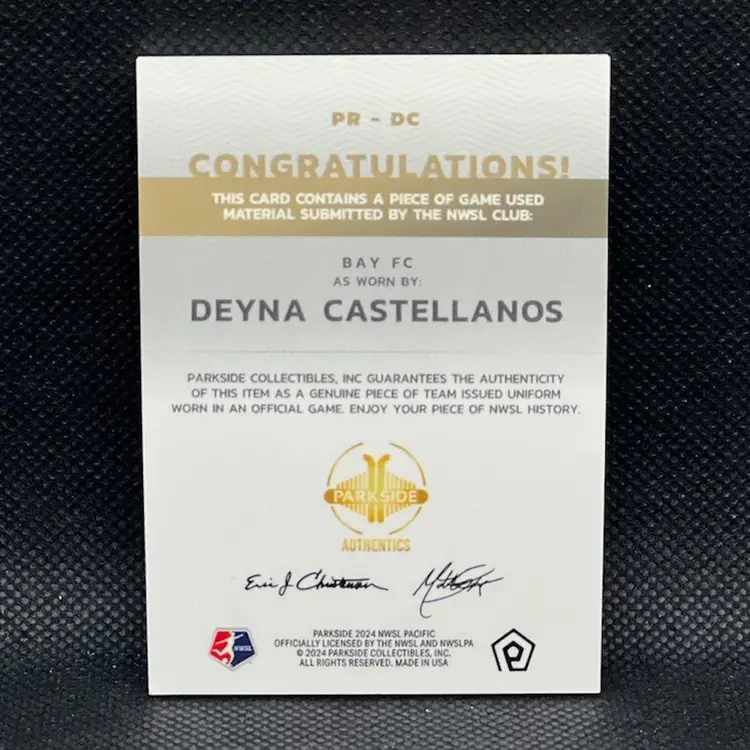 PR - DC
CONGRATULATIONS!
THIS CARD CONTAINS A PIECE OF GAME USED
MATERIAL SUBMITTED BY THE NWSL CLUB:
BAY FC
AS WORN BY:
DEYNA CASTELLANOS
PARKSIDE COLLECTIBLES, INC GUARANTEES THE AUTHENTICITY
OF THIS ITEM AS A GENUINE PIECE OF TEAM ISSUED UNIFORM
WORN IN AN OFFICIAL GAME. ENJOY YOUR PIECE OF NWSL HISTORY.
PARKSIDE
AUTHENTICS
Eric J.
NWSL
PARKSIDE 2024 NWSL PACIFIC
OFFICIALLY LICENSED BY THE NWSL AND NWSLPA
© 2024 PARKSIDE COLLECTIBLES, INC.
ALL RIGHTS RESERVED. MADE IN USA